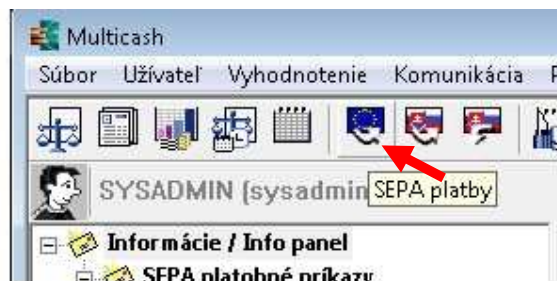 Multicash
Súbor Užívateľ Vyhodnotenie Komunikácia
SYSADMIN (sysadmin
SEPA platby
Informácie / Info panel
SEPA platobné príkazy